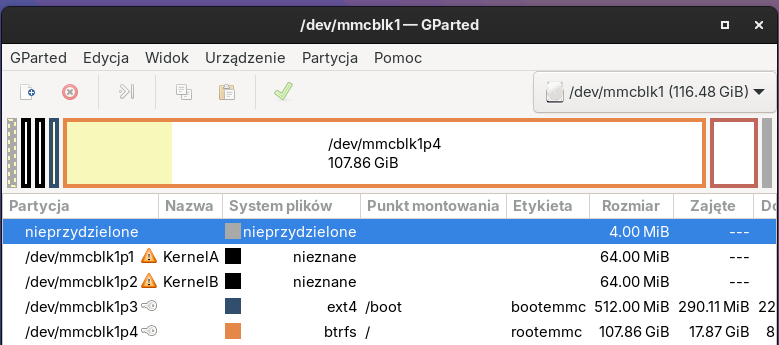 /dev/mmcblk1 — GParted
GParted Edycja Widok Urządzenie Partycja Pomoc
/dev/mmcblk1 (116.48 GiB)
/dev/mmcblk1p4
107.86 GiB
Partycja Nazwa System plików Punkt montowania Etykieta Rozmiar Zajęte Do
nieprzydzielone nieprzydzielone 4.00 MiB ---
/dev/mmcblk1p1 KernelA nieznane 64.00 MiB ---
/dev/mmcblk1p2 KernelB nieznane 64.00 MiB ---
/dev/mmcblk1p3 ext4 /boot bootemmc 512.00 MiB 290.11 MiB 22
/dev/mmcblk1p4 btrfs / rootemmc 107.86 GiB 17.87 GiB 8